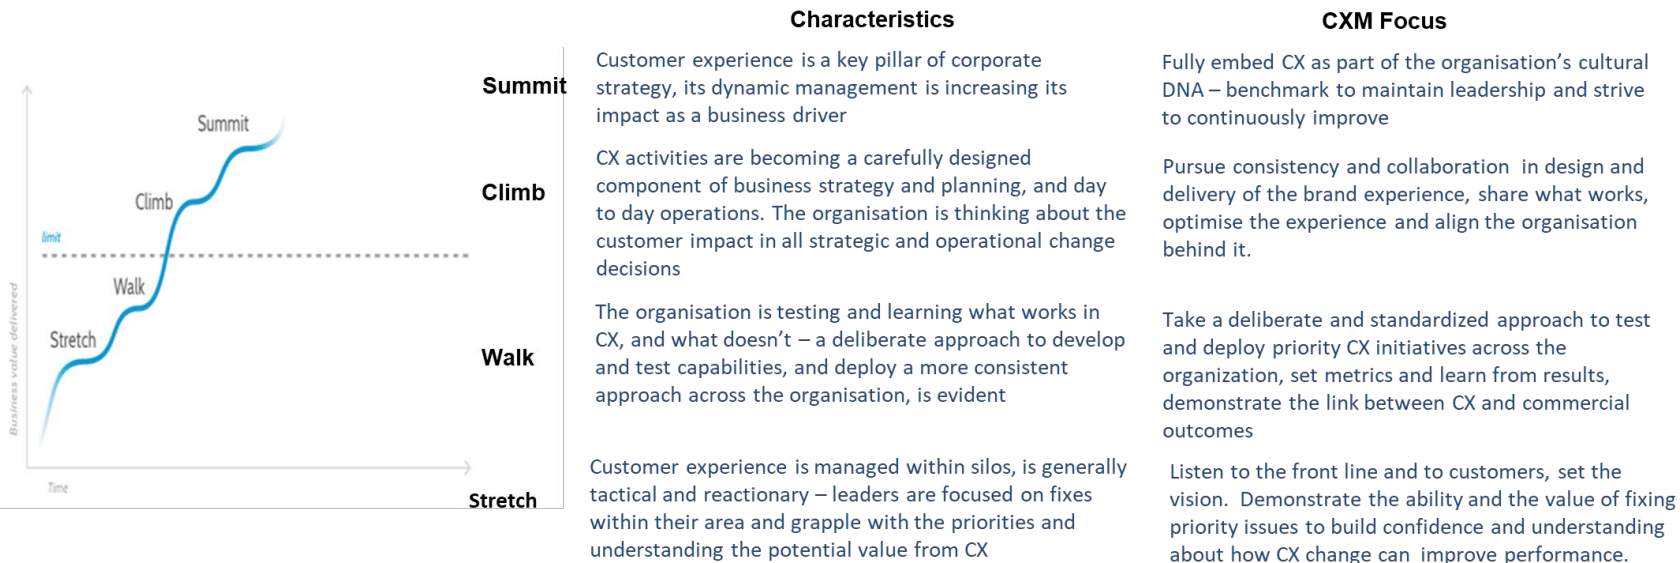 Characteristics
CXM Focus
Summit
Customer experience is a key pillar of corporate
strategy, its dynamic management is increasing its
impact as a business driver
Fully embed CX as part of the organisation's cultural
DNA – benchmark to maintain leadership and strive
to continuously improve
Climb
CX activities are becoming a carefully designed
component of business strategy and planning, and day
to day operations. The organisation is thinking about the
customer impact in all strategic and operational change
decisions
Pursue consistency and collaboration in design and
delivery of the brand experience, share what works,
optimise the experience and align the organisation
behind it.
Walk
The organisation is testing and learning what works in
CX, and what doesn't – a deliberate approach to develop
and test capabilities, and deploy a more consistent
approach across the organisation, is evident
Take a deliberate and standardized approach to test
and deploy priority CX initiatives across the
organization, set metrics and learn from results,
demonstrate the link between CX and commercial
outcomes
Stretch
Customer experience is managed within silos, is generally
tactical and reactionary – leaders are focused on fixes
within their area and grapple with the priorities and
understanding the potential value from CX
Listen to the front line and to customers, set the
vision. Demonstrate the ability and the value of fixing
priority issues to build confidence and understanding
about how CX change can improve performance.
Summit
Climb
limit
Walk
Stretch
Business value delivered
Time